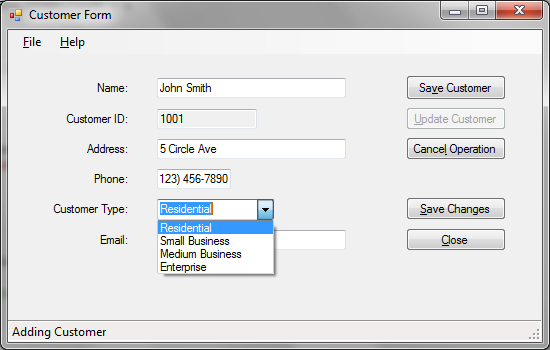 Customer Form
File Help
Name: John Smith Save Customer
Customer ID: 1001 Update Customer
Address: 5 Circle Ave Cancel Operation
Phone: 123) 456-7890
Customer Type: Residential Save Changes
Residential
Email: Close
Small Business
Medium Business
Enterprise
Adding Customer